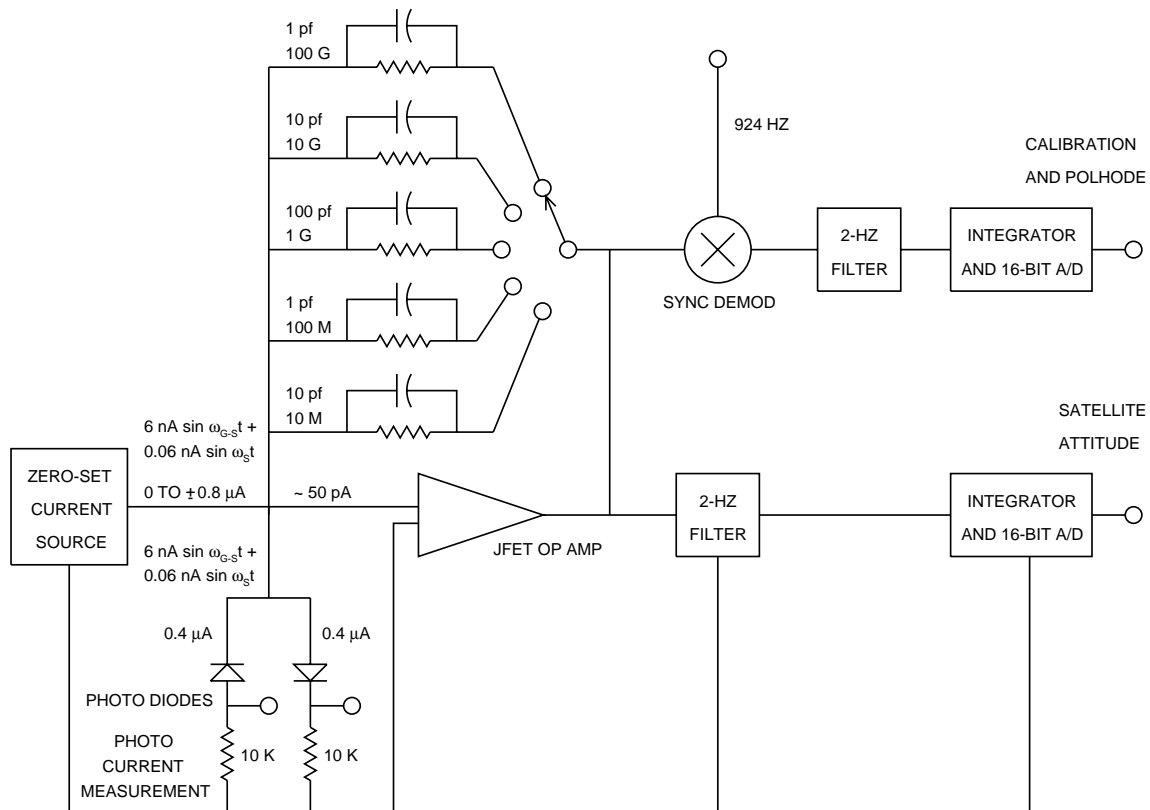 1 pf
100 G
10 pf
10 G
100 pf
1 G
1 pf
100 M
10 pf
10 M
924 HZ
CALIBRATION
AND POLHODE
2-HZ
FILTER
INTEGRATOR
AND 16-BIT A/D
SYNC DEMOD
SATELLITE
ATTITUDE
6 nA sin ωG-St +
0.06 nA sin ωSt
ZERO-SET
CURRENT
SOURCE
0 TO ±0.8 μA
~ 50 pA
JFET OP AMP
2-HZ
FILTER
INTEGRATOR
AND 16-BIT A/D
6 nA sin ωG-St +
0.06 nA sin ωSt
0.4 μA
0.4 μA
PHOTO DIODES
10 K
10 K
PHOTO
CURRENT
MEASUREMENT